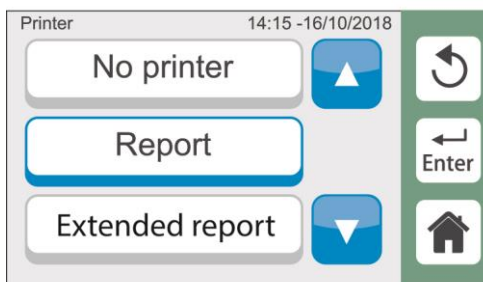 Printer 14:15 -16/10/2018
No printer
Report
Enter
Extended report